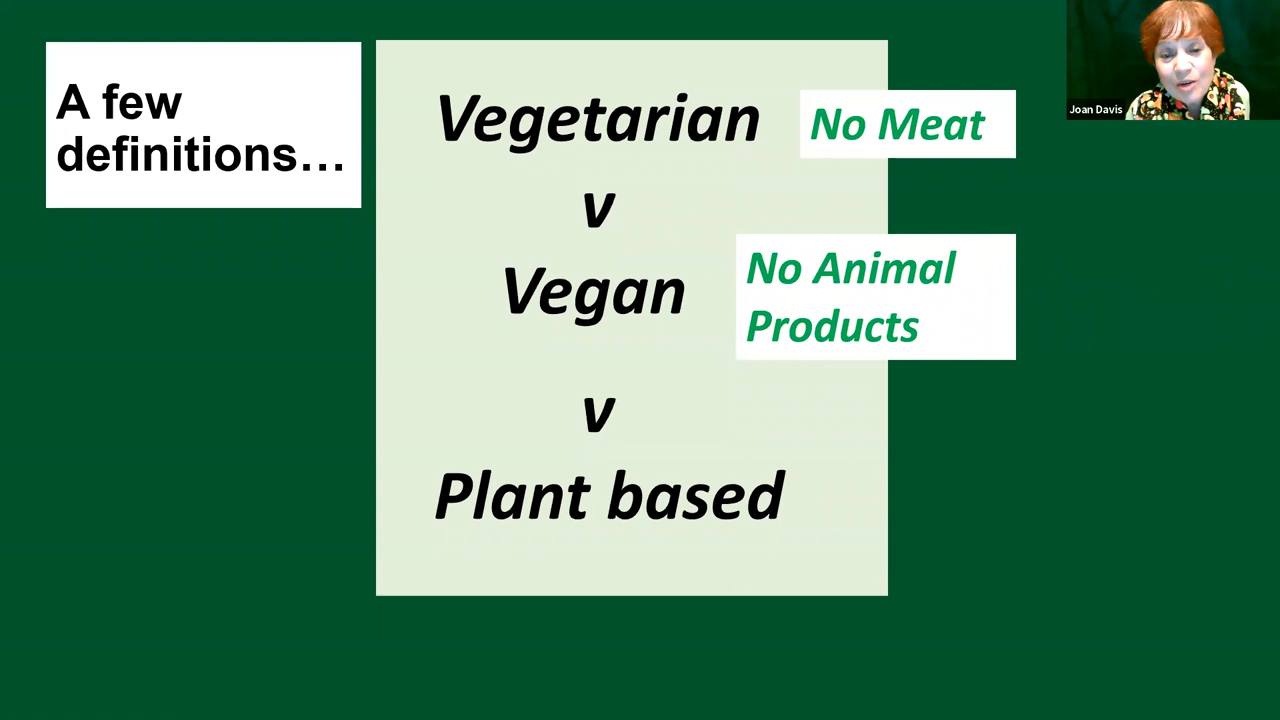 A few
definitions…
Vegetarian
No Meat
v
Vegan
No Animal
Products
v
Plant based
Joan Davis